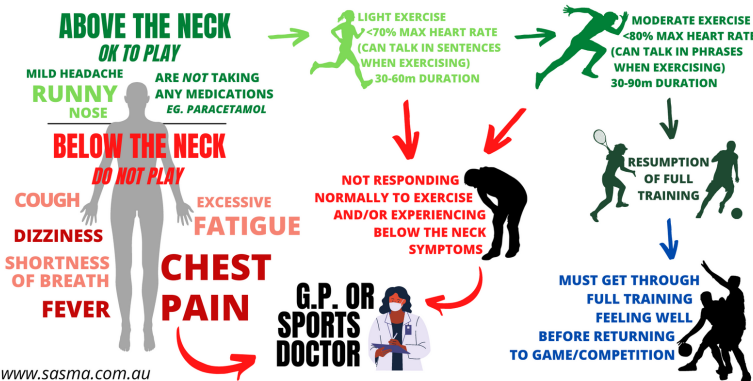 ABOVE THE NECK
OK TO PLAY
MILD HEADACHE
RUNNY
NOSE
ARE NOT TAKING
ANY MEDICATIONS
EG. PARACETAMOL
BELOW THE NECK
DO NOT PLAY
COUGH
DIZZINESS
SHORTNESS
OF BREATH
FEVER
EXCESSIVE
FATIGUE
CHEST
PAIN
www.sasma.com.au
LIGHT EXERCISE
<70% MAX HEART RATE
(CAN TALK IN SENTENCES
WHEN EXERCISING)
30-60m DURATION
MODERATE EXERCISE
<80% MAX HEART RATE
(CAN TALK IN PHRASES
WHEN EXERCISING)
30-90m DURATION
NOT RESPONDING
NORMALLY TO EXERCISE
AND/OR EXPERIENCING
BELOW THE NECK
SYMPTOMS
G.P. OR
SPORTS
DOCTOR
RESUMPTION
OF FULL
TRAINING
MUST GET THROUGH
FULL TRAINING
FEELING WELL
BEFORE RETURNING
TO GAME/COMPETITION